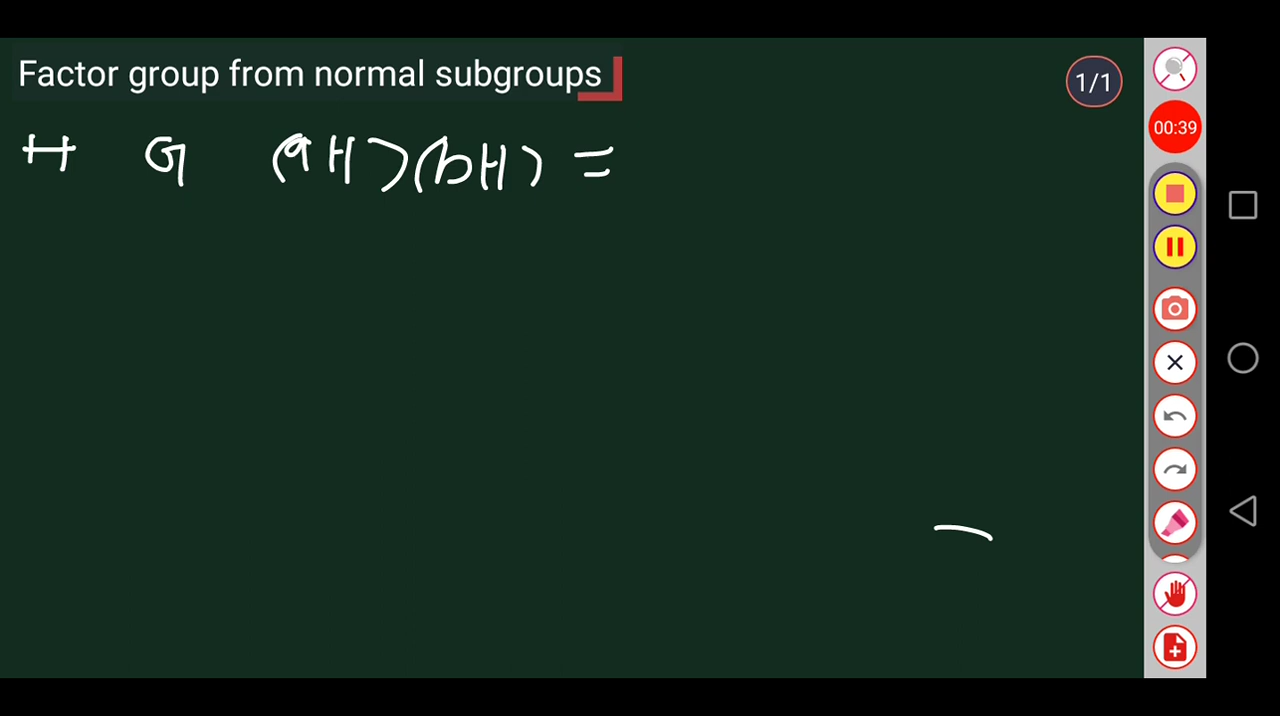 Factor group from normal subgroups
1/1
H G (aH)(bH) =
00:39